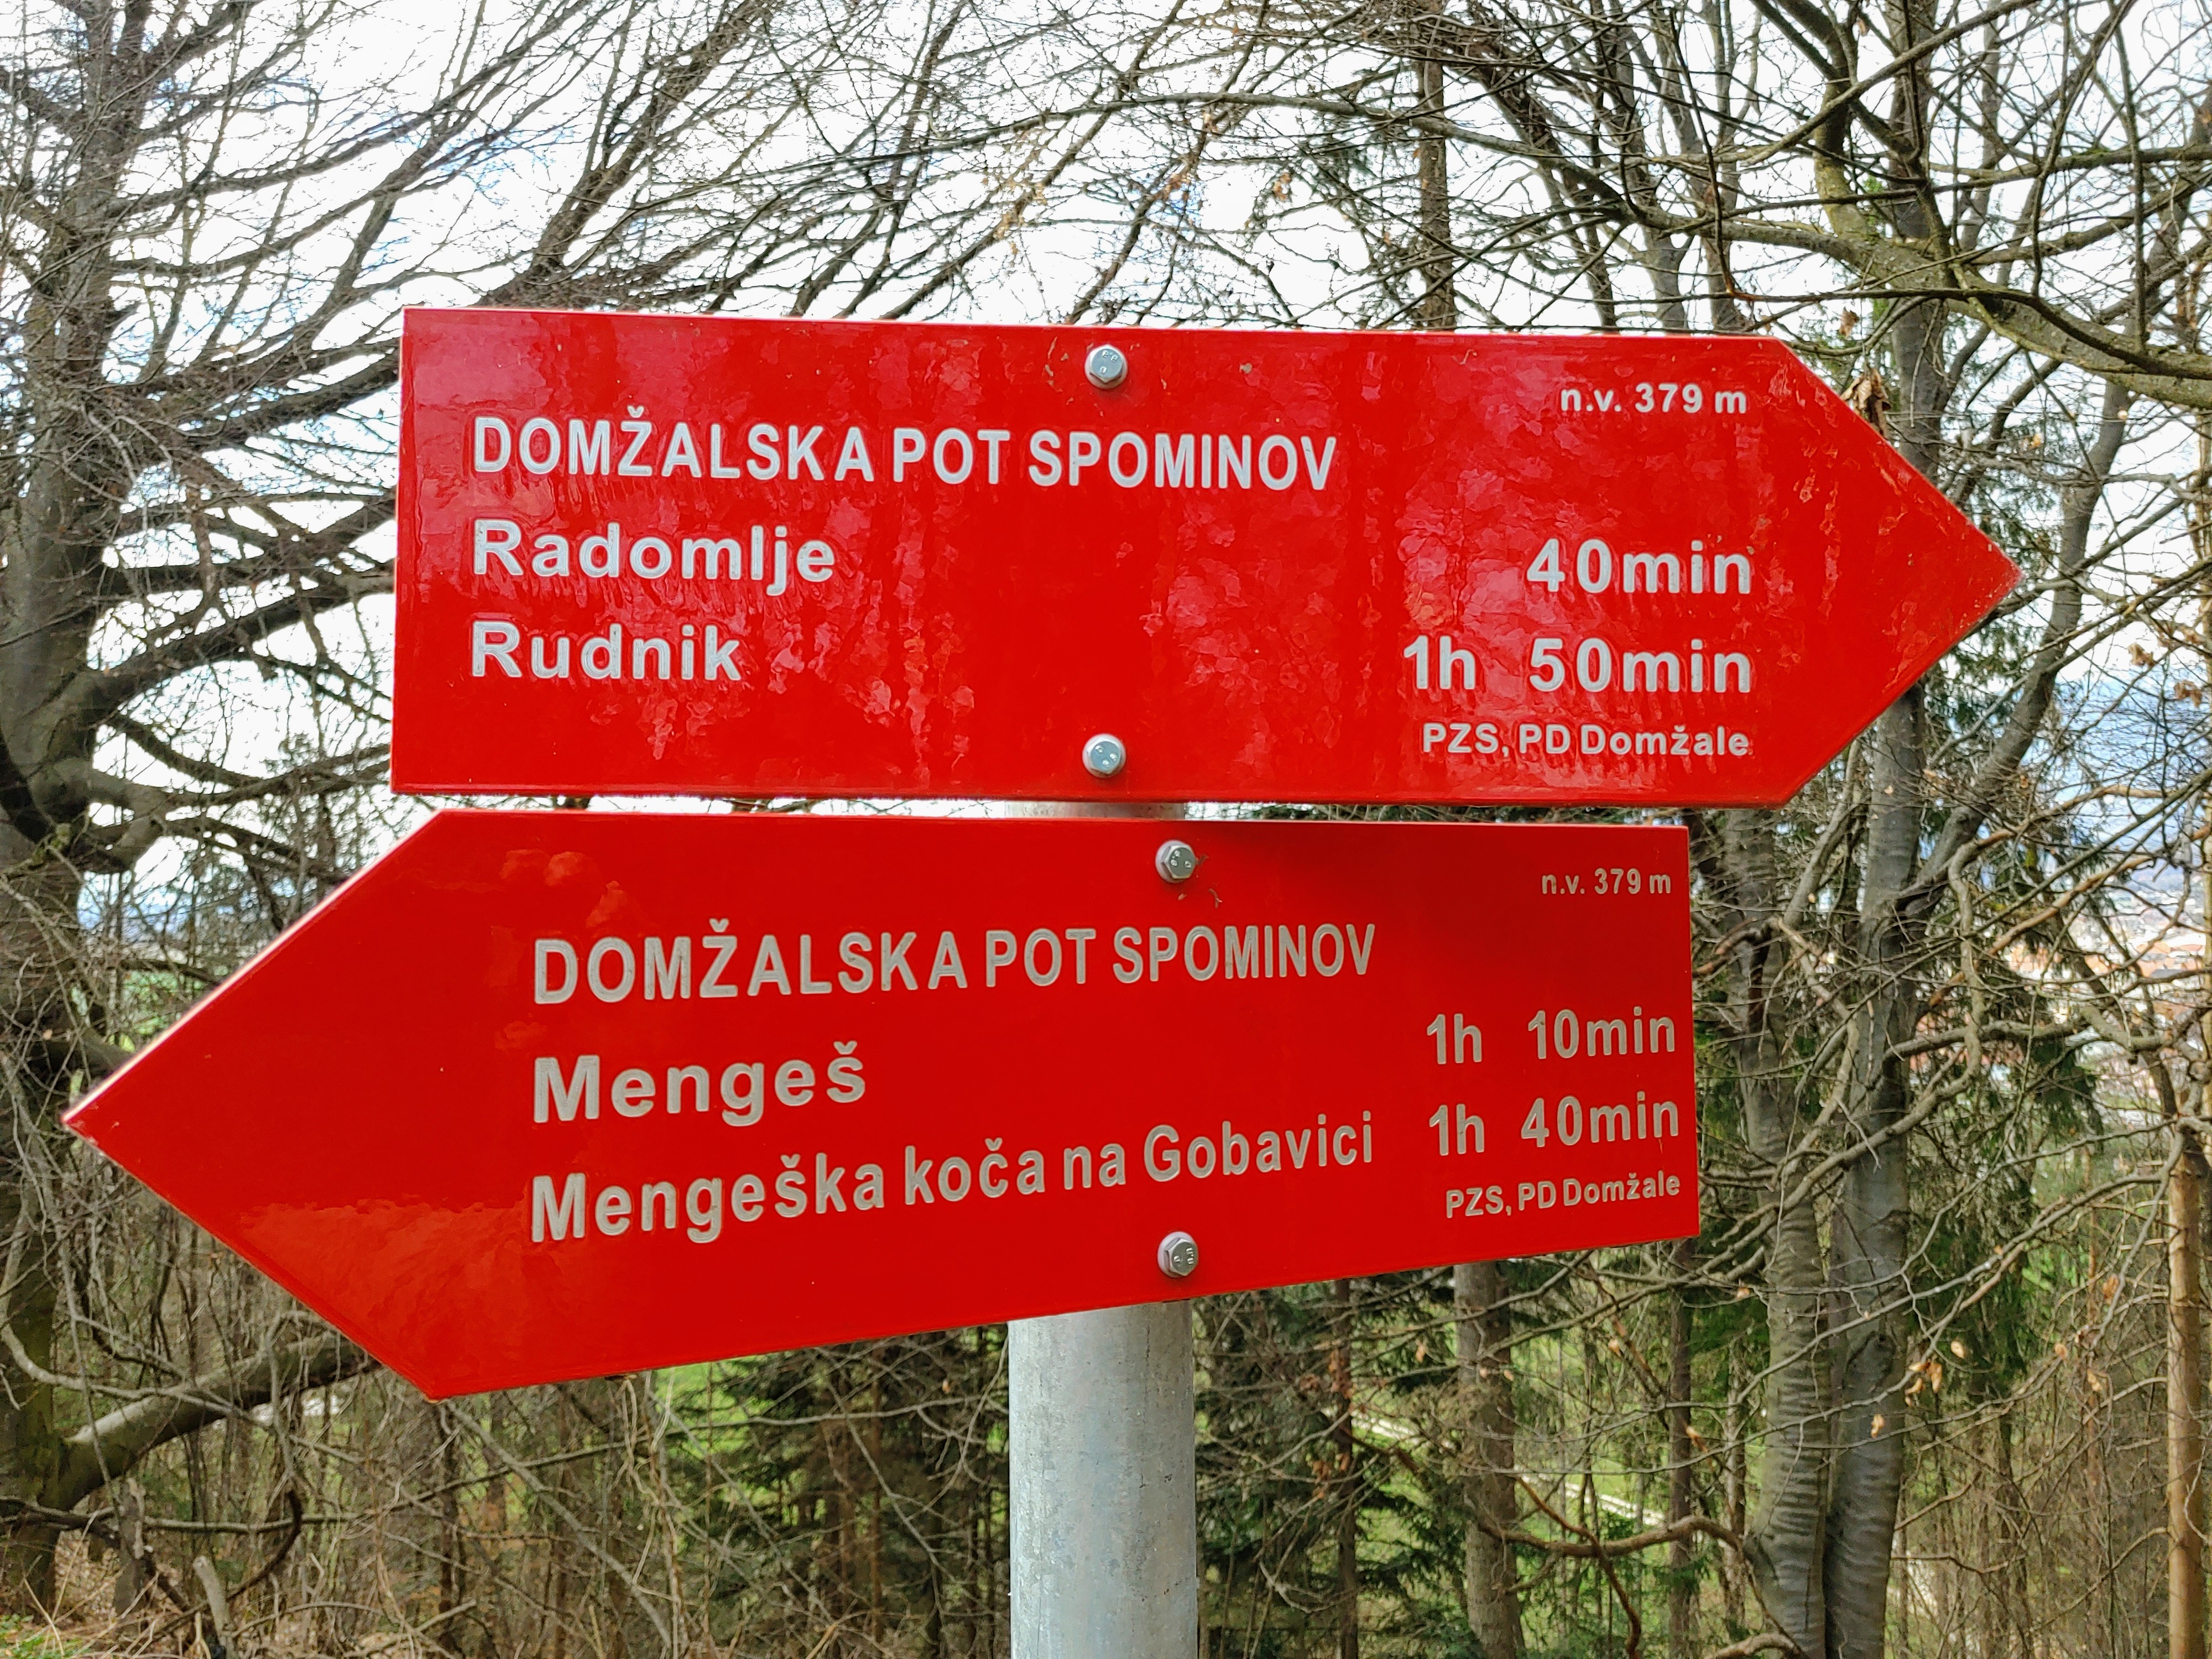 n.v. 379 m
DOMŽALSKA POT SPOMINOV
Radomlje 40min
Rudnik 1h 50min
PZS, PD Domžale
n.v. 379 m
DOMŽALSKA POT SPOMINOV
Mengeš 1h 10min
Mengeška koča na Gobavici 1h 40min
PZS, PD Domžale